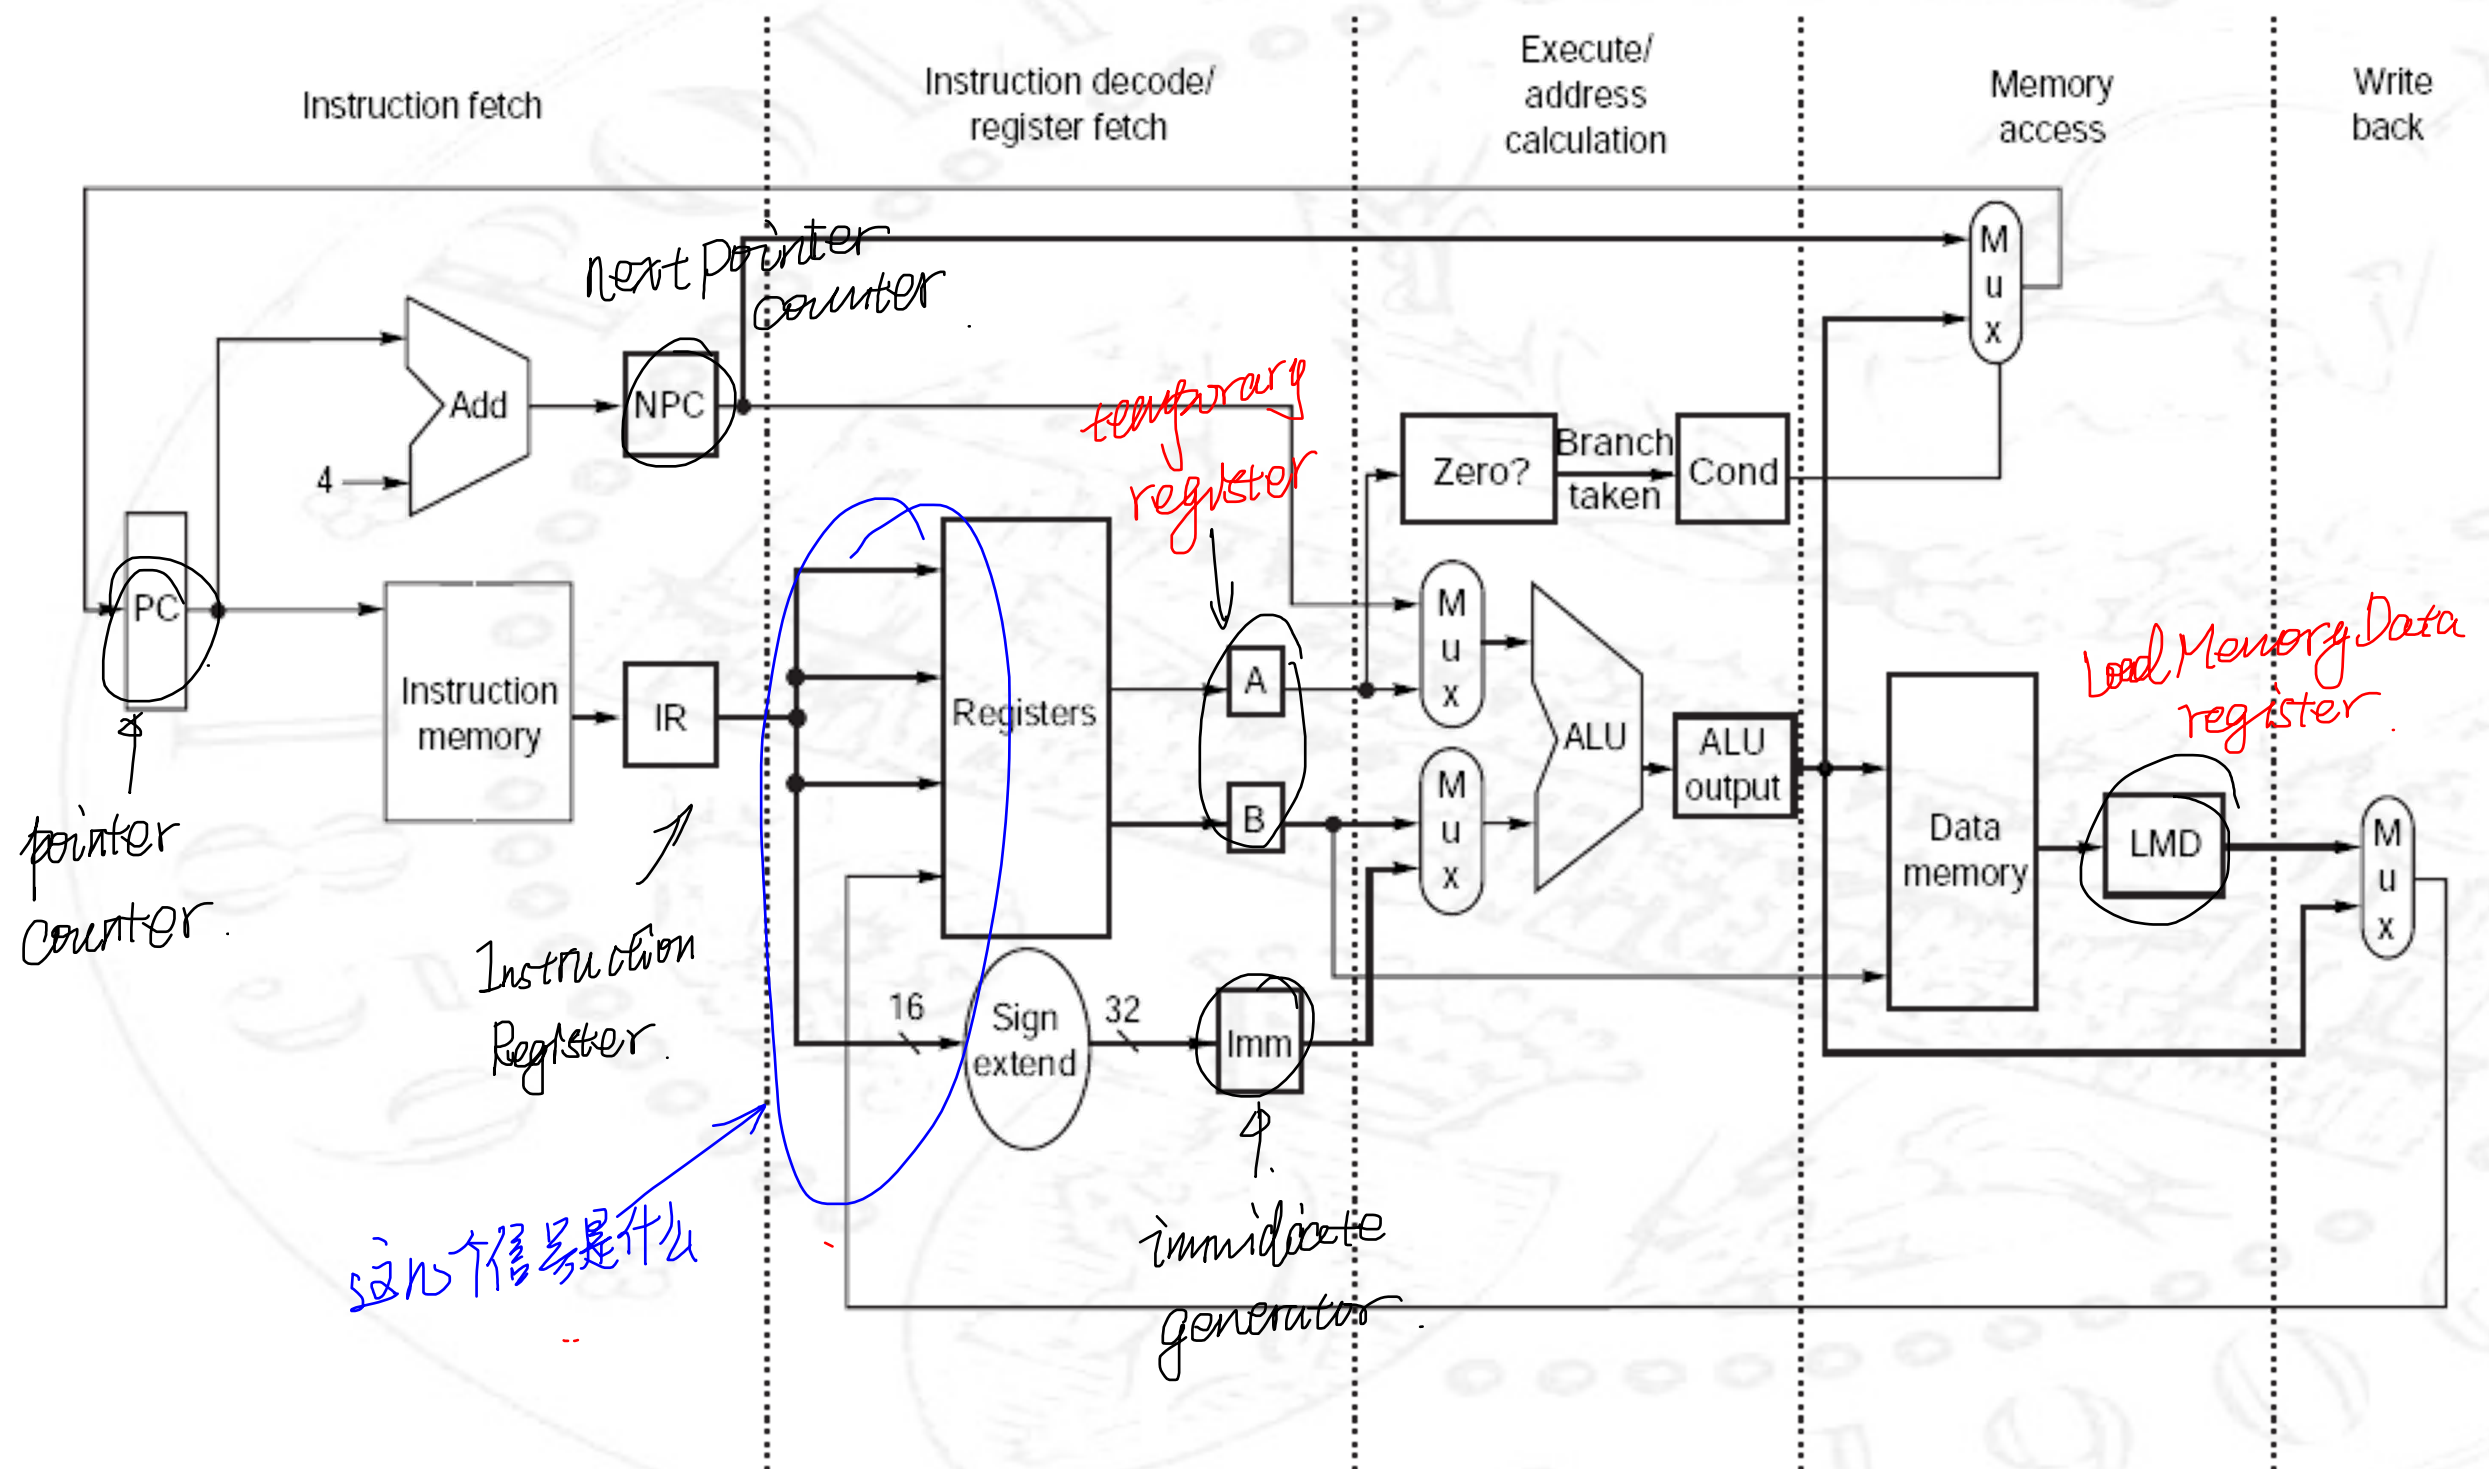 Instruction fetch
Instruction decode/
register fetch
Execute/
address
calculation
Memory
access
Write
back
next pointer
counter
M
u
x
Add
NPC
4
temporary
register
Zero?
Branch
taken
Cond
PC
Instruction
memory
IR
Registers
A
B
M
u
x
M
u
x
ALU
ALU
output
Load Memory Data
register
Data
memory
LMD
M
u
x
pointer
counter
Instruction
Register
16
Sign
extend
32
Imm
immidicete
generator
这几个信号是什么